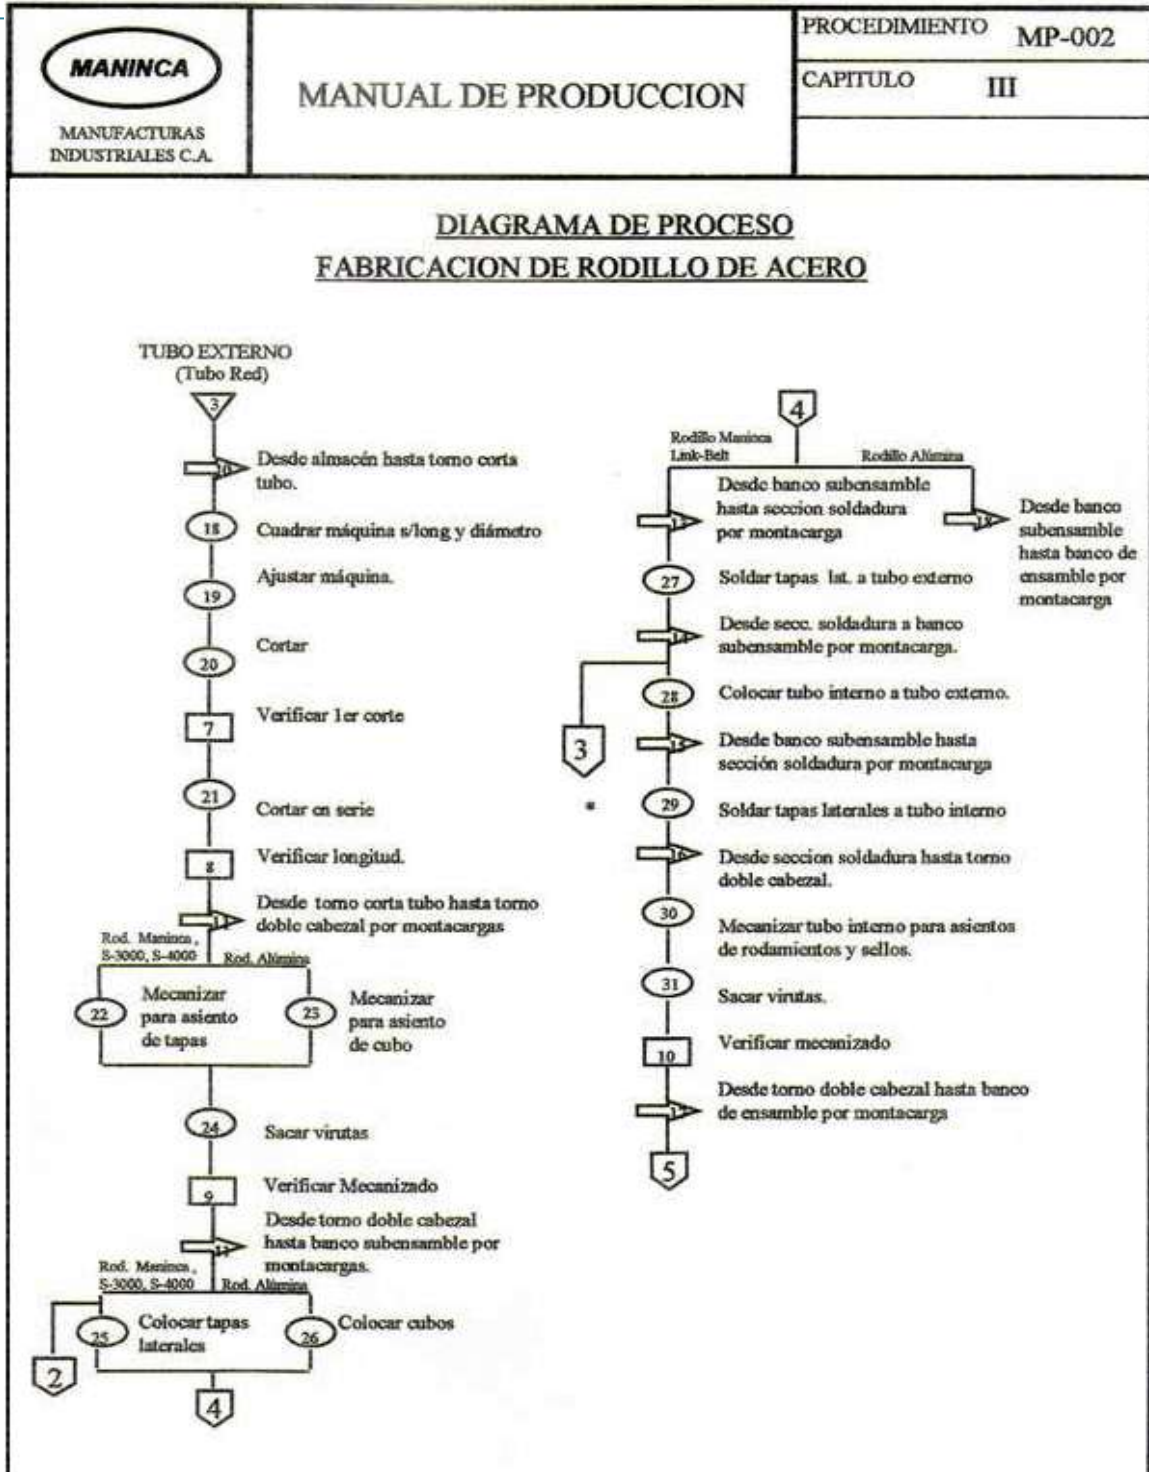 MANINCA
MANUFACTURAS
INDUSTRIALES C.A.
MANUAL DE PRODUCCION
PROCEDIMIENTO MP-002
CAPITULO III
DIAGRAMA DE PROCESO
FABRICACION DE RODILLO DE ACERO
TUBO EXTERNO
(Tubo Red)
3
Desde almacén hasta torno corta
tubo.
18
Cuadrar máquina s/long y diámetro
Ajustar máquina.
19
Cortar
20
Verificar 1er corte
7
21
Cortar en serie
Verificar longitud.
8
Desde torno corta tubo hasta torno
doble cabezal por montacargas
Rod. Maninca,
S-3000, S-4000
Rod. Alúmina
22
Mecanizar
para asiento
de tapas
23
Mecanizar
para asiento
de cubo
24
Sacar virutas
9
Verificar Mecanizado
Desde torno doble cabezal
hasta banco subensamble por
montacargas.
Rod. Maninca,
S-3000, S-4000
Rod. Alúmina
25
Colocar tapas
laterales
26
Colocar cubos
2
4
4
Rodillo Maninca
Link-Belt
Rodillo Alúmina
Desde banco subensamble
hasta seccion soldadura
por montacarga
Desde banco
subensamble
hasta banco de
ensamble por
montacarga
27
Soldar tapas lat. a tubo externo
Desde secc. soldadura a banco
subensamble por montacarga.
28
Colocar tubo interno a tubo externo.
3
*
15
Desde banco subensamble hasta
sección soldadura por montacarga
29
Soldar tapas laterales a tubo interno
16
Desde seccion soldadura hasta torno
doble cabezal.
30
Mecanizar tubo interno para asientos
de rodamientos y sellos.
31
Sacar virutas.
10
Verificar mecanizado
Desde torno doble cabezal hasta banco
de ensamble por montacarga
5